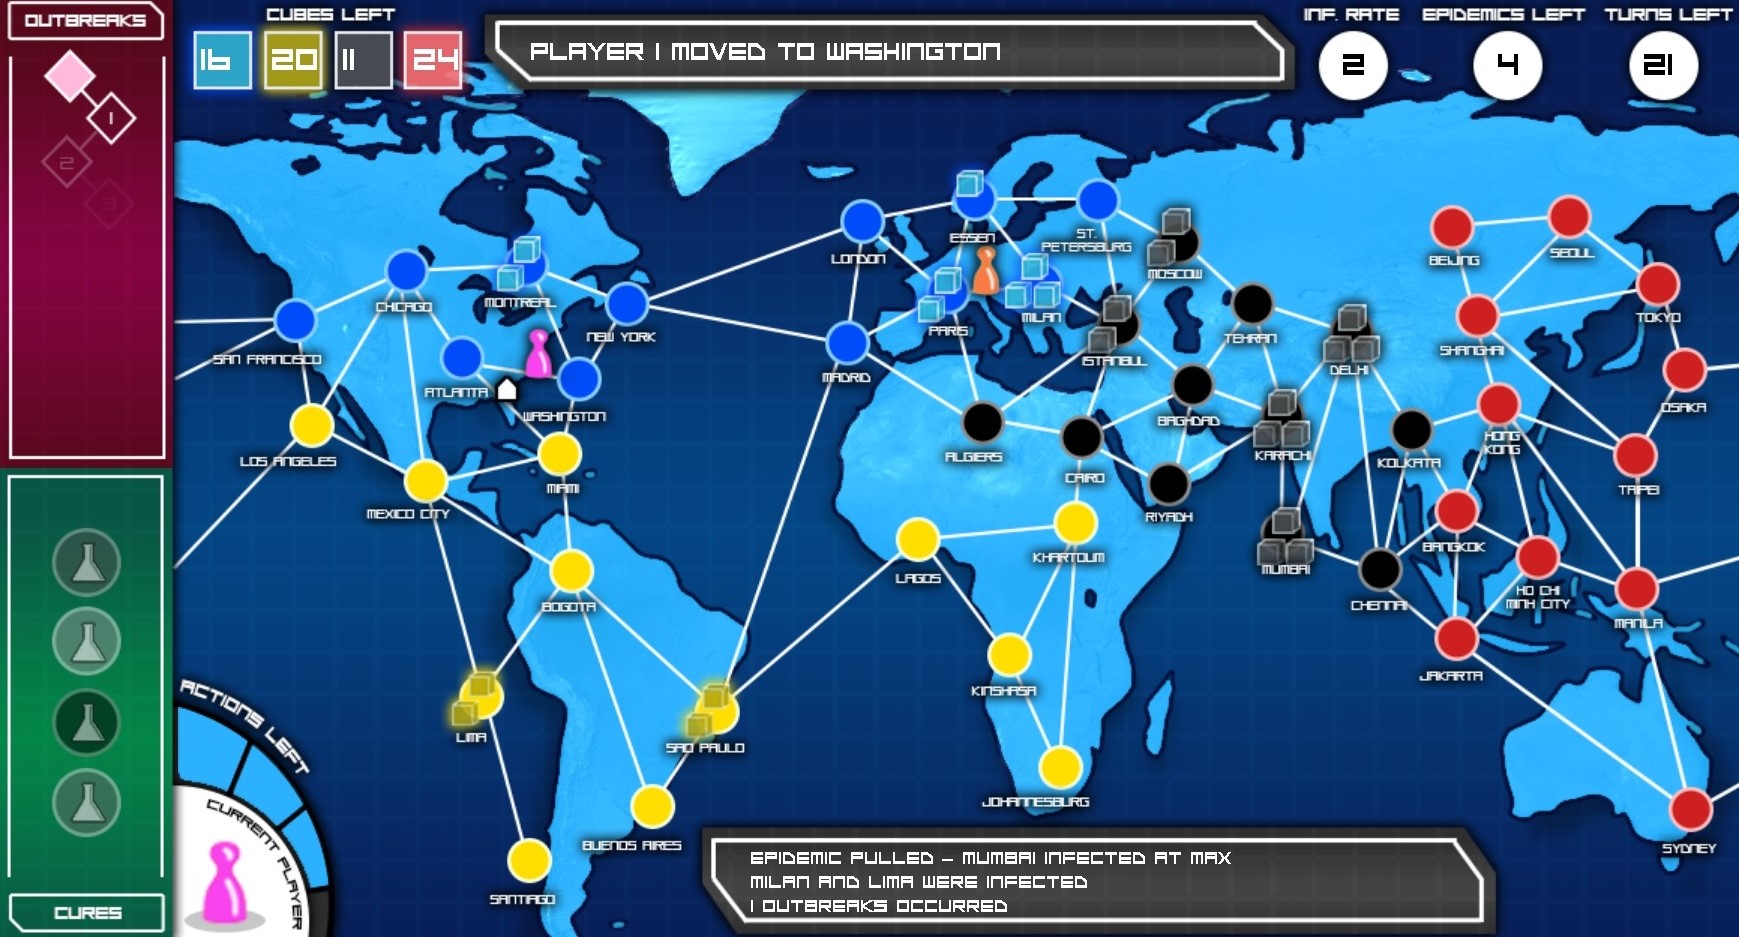 OUTBREAKS
CUBES LEFT
16 20 11 24
PLAYER 1 MOVED TO WASHINGTON
INF. RATE
2
EPIDEMICS LEFT
4
TURNS LEFT
21
1
2
3
ESSEN
ST.
PETERSBURG
LONDON
MOSCOW
BEIJING
SEOUL
CHICAGO
MONTREAL
NEW YORK
PARIS
MILAN
TEHRAN
TOKYO
SAN FRANCISCO
MADRID
ISTANBUL
DELHI
SHANGHAI
ATLANTA
WASHINGTON
BAGHDAD
OSAKA
LOS ANGELES
ALGIERS
CAIRO
KARACHI
KOLKATA
HONG
KONG
MIAMI
TAIPEI
MEXICO CITY
RIYADH
LAGOS
KHARTOUM
MUMBAI
BANGKOK
BOGOTA
CHENNAI
HO CHI
MINH CITY
MANILA
KINSHASA
JAKARTA
LIMA
SAO PAULO
JOHANNESBURG
BUENOS AIRES
SYDNEY
SANTIAGO
ACTIONS LEFT
CURRENT PLAYER
CURES
EPIDEMIC PULLED - MUMBAI INFECTED AT MAX
MILAN AND LIMA WERE INFECTED
1 OUTBREAKS OCCURRED